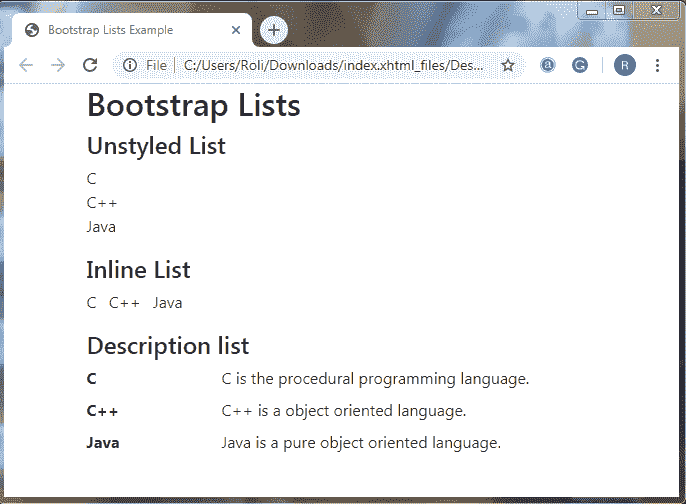 Bootstrap Lists Example
File C:/Users/Roli/Downloads/index.xhtml_files/Des...
R
Bootstrap Lists
Unstyled List
C
C++
Java
Inline List
C C++ Java
Description list
C C is the procedural programming language.
C++ C++ is a object oriented language.
Java Java is a pure object oriented language.